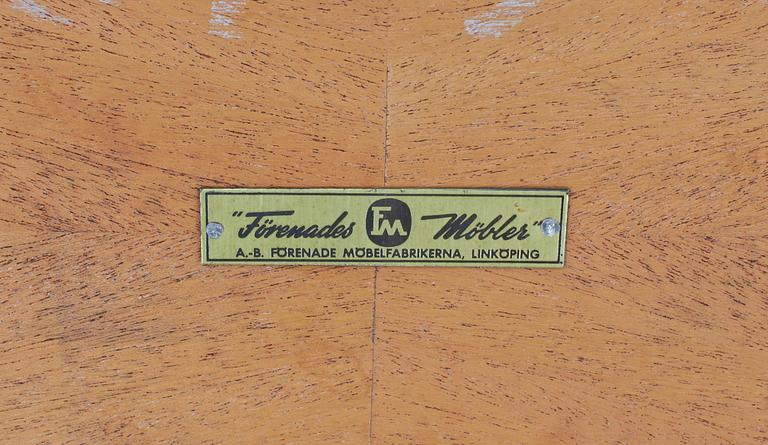 "Förenades FM Möbler"
A.-B. FÖRENADE MÖBELFABRIKERNA, LINKÖPING